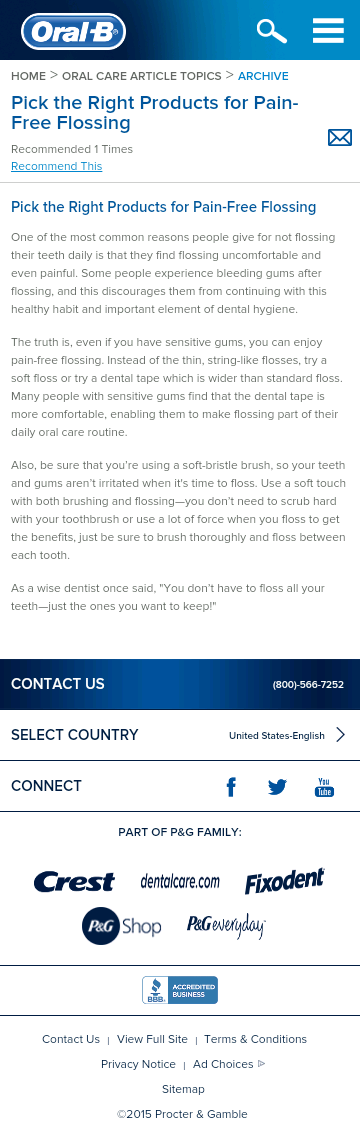 Oral-B
HOME > ORAL CARE ARTICLE TOPICS > ARCHIVE
Pick the Right Products for Pain-
Free Flossing
Recommended 1 Times
Recommend This
Pick the Right Products for Pain-Free Flossing
One of the most common reasons people give for not flossing
their teeth daily is that they find flossing uncomfortable and
even painful. Some people experience bleeding gums after
flossing, and this discourages them from continuing with this
healthy habit and important element of dental hygiene.
The truth is, even if you have sensitive gums, you can enjoy
pain-free flossing. Instead of the thin, string-like flosses, try a
soft floss or try a dental tape which is wider than standard floss.
Many people with sensitive gums find that the dental tape is
more comfortable, enabling them to make flossing part of their
daily oral care routine.
Also, be sure that you're using a soft-bristle brush, so your teeth
and gums aren't irritated when it's time to floss. Use a soft touch
with both brushing and flossing—you don't need to scrub hard
with your toothbrush or use a lot of force when you floss to get
the benefits, just be sure to brush thoroughly and floss between
each tooth.
As a wise dentist once said, "You don't have to floss all your
teeth—just the ones you want to keep!"
CONTACT US (800)-566-7252
SELECT COUNTRY United States-English
CONNECT You Tube
PART OF P&G FAMILY:
Crest dentalcare.com Fixodent
P&G Shop P&G everyday
BBB ACCREDITED BUSINESS
Contact Us | View Full Site | Terms & Conditions
Privacy Notice | Ad Choices
Sitemap
©2015 Procter & Gamble